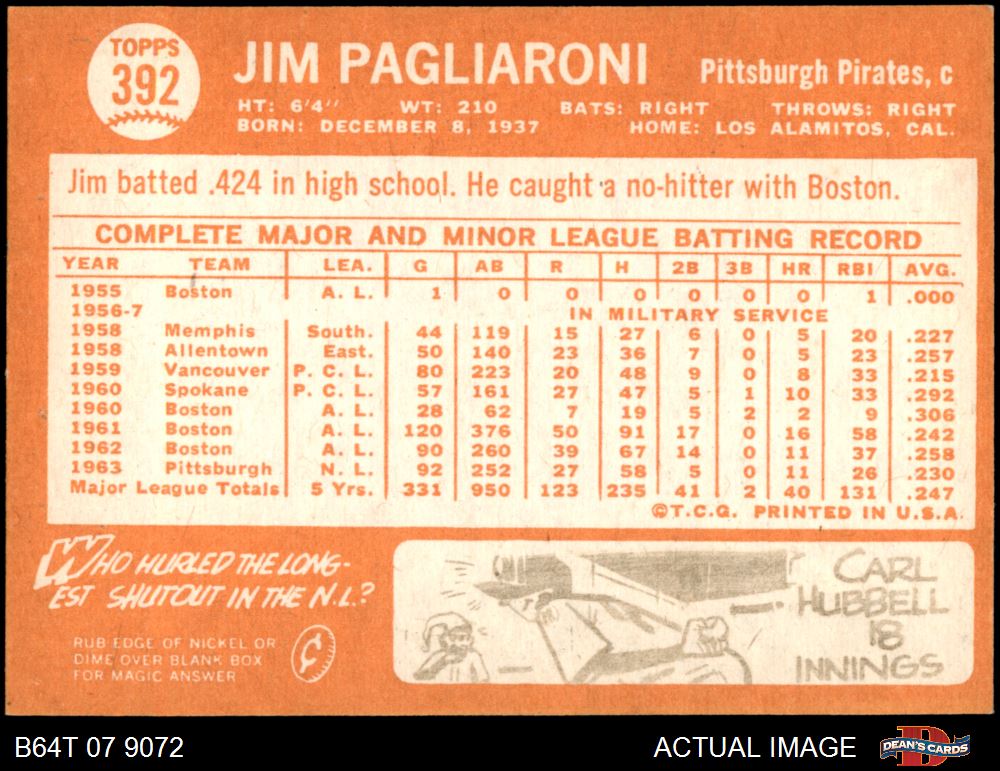 TOPPS
392
JIM PAGLIARONI
Pittsburgh Pirates, c
HT: 6'4" WT: 210 BATS: RIGHT THROWS: RIGHT
BORN: DECEMBER 8, 1937 HOME: LOS ALAMITOS, CAL.
Jim batted .424 in high school. He caught a no-hitter with Boston.
COMPLETE MAJOR AND MINOR LEAGUE BATTING RECORD
YEAR TEAM LEA. G AB R H 2B 3B HR RBI AVG.
1955 Boston A. L. 1 0 0 0 0 0 0 1 .000
1956-7 IN MILITARY SERVICE
1958 Memphis South. 44 119 15 27 6 0 5 20 .227
1958 Allentown East. 50 140 23 36 7 0 5 23 .257
1959 Vancouver P. C. L. 80 223 20 48 9 0 8 33 .215
1960 Spokane P. C. L. 57 161 27 47 5 1 10 33 .292
1960 Boston A. L. 28 62 7 19 5 2 2 9 .306
1961 Boston A. L. 120 376 50 91 17 0 16 58 .242
1962 Boston A. L. 90 260 39 67 14 0 11 37 .258
1963 Pittsburgh N. L. 92 252 27 58 5 0 11 26 .230
Major League Totals 5 Yrs. 331 950 123 235 41 2 40 131 .247
©T.C.G. PRINTED IN U.S.A.
WHO HURLED THE LONG-
EST SHUTOUT IN THE N.L.?
RUB EDGE OF NICKEL OR
DIME OVER BLANK BOX
FOR MAGIC ANSWER
CARL
HUBBELL
18
INNINGS
B64T 07 9072
ACTUAL IMAGE
DEAN'S CARDS